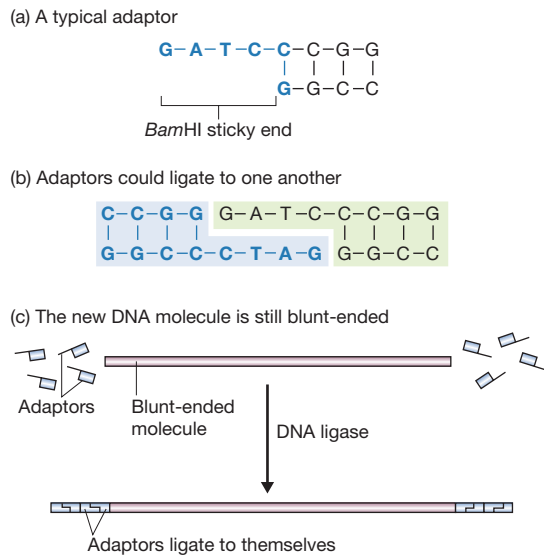 (a) A typical adaptor
G–A–T–C–C–C–G–G
G–G–C–C
BamHI sticky end
(b) Adaptors could ligate to one another
C–C–G–G G–A–T–C–C–C–G–G
G–G–C–C–C–T–A–G G–G–C–C
(c) The new DNA molecule is still blunt-ended
Adaptors
Blunt-ended
molecule
DNA ligase
Adaptors ligate to themselves